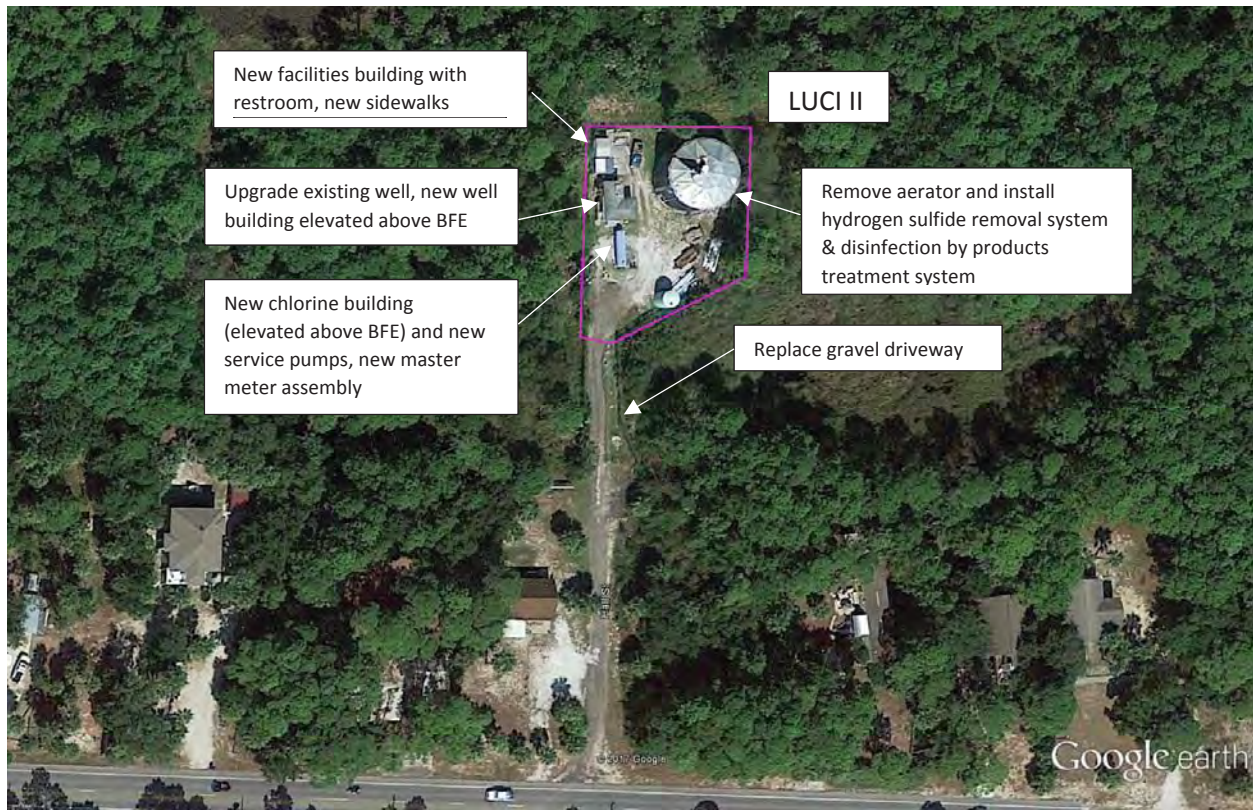 New facilities building with
restroom, new sidewalks
LUCI II
Upgrade existing well, new well
building elevated above BFE
Remove aerator and install
hydrogen sulfide removal system
& disinfection by products
treatment system
New chlorine building
(elevated above BFE) and new
service pumps, new master
meter assembly
Replace gravel driveway
Hall St
Google earth